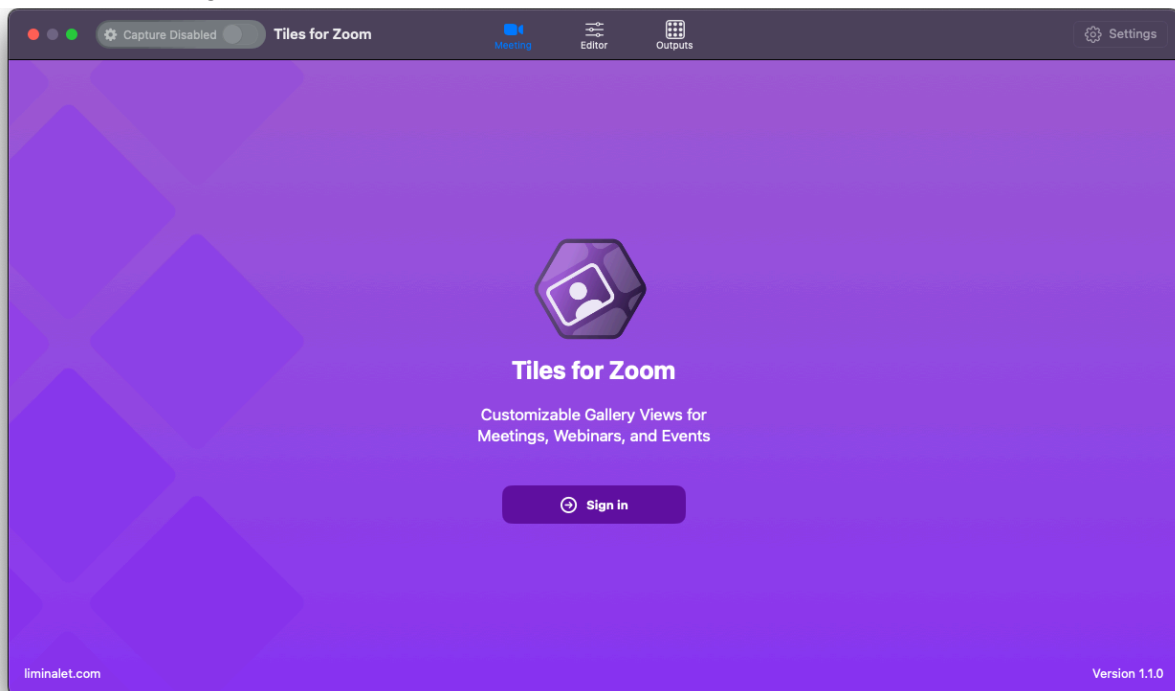 Capture Disabled
Tiles for Zoom
Meeting
Editor
Outputs
Settings
Tiles for Zoom
Customizable Gallery Views for
Meetings, Webinars, and Events
Sign in
liminalet.com
Version 1.1.0